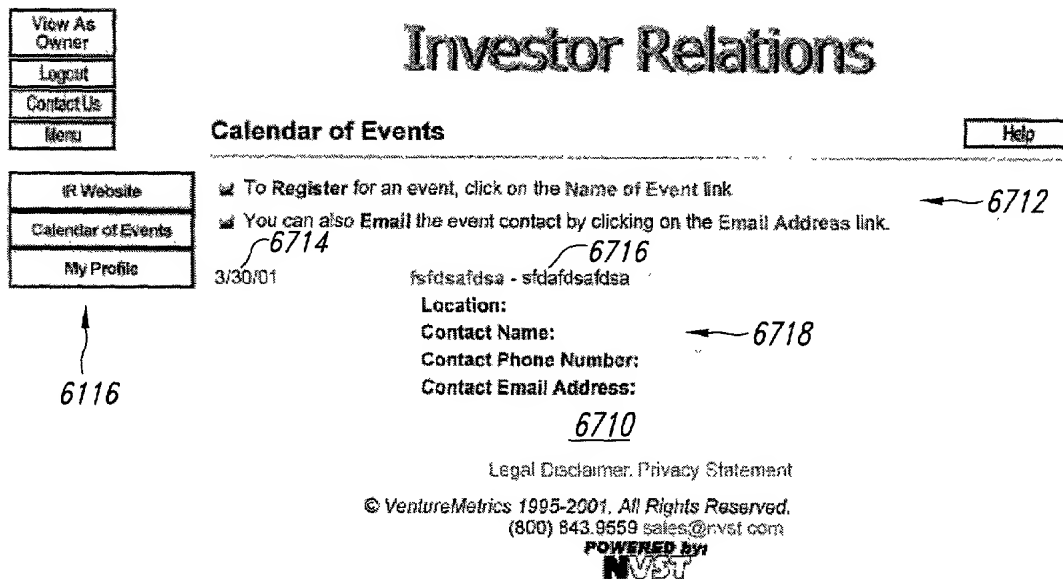 View As
Owner
Logout
Contact Us
Menu
Investor Relations
Calendar of Events
Help
IR Website
Calendar of Events
My Profile
To Register for an event, click on the Name of Event link
You can also Email the event contact by clicking on the Email Address link.
6712
6714
6716
3/30/01 fsfdsafdsa - sfdafdsafdsa
Location:
Contact Name:
6718
Contact Phone Number:
Contact Email Address:
6116
6710
Legal Disclaimer. Privacy Statement
© VentureMetrics 1995-2001. All Rights Reserved.
(800) 843.9559 sales@nvst com
POWERED by:
NVST